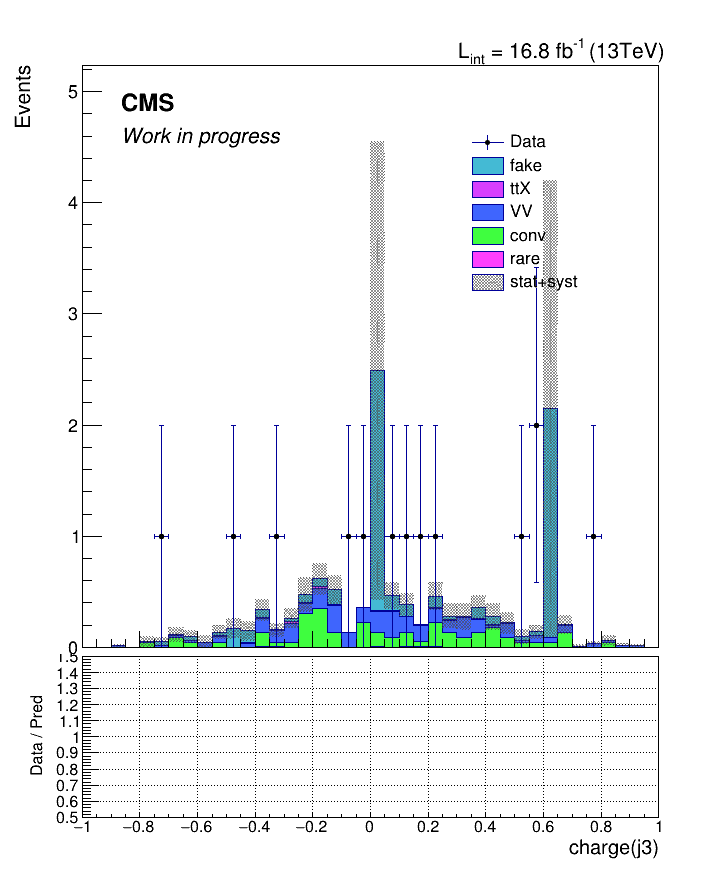 L_int = 16.8 fb^-1 (13TeV)
Events
CMS
Work in progress
Data
fake
ttX
VV
conv
rare
stat+syst
5
4
3
2
1
0
Data / Pred
1.5
1.4
1.3
1.2
1.1
1
0.9
0.8
0.7
0.6
0.5
−1 −0.8 −0.6 −0.4 −0.2 0 0.2 0.4 0.6 0.8 1
charge(j3)